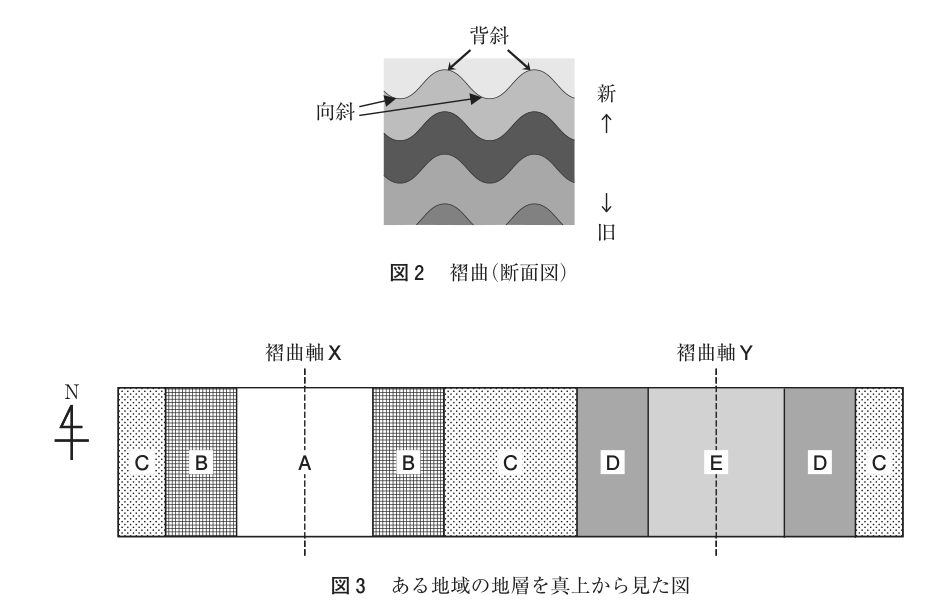 背斜
向斜
新
↑
↓
旧
図2 褶曲(断面図)
褶曲軸X
褶曲軸Y
N
C B A B C D E D C
図3 ある地域の地層を真上から見た図